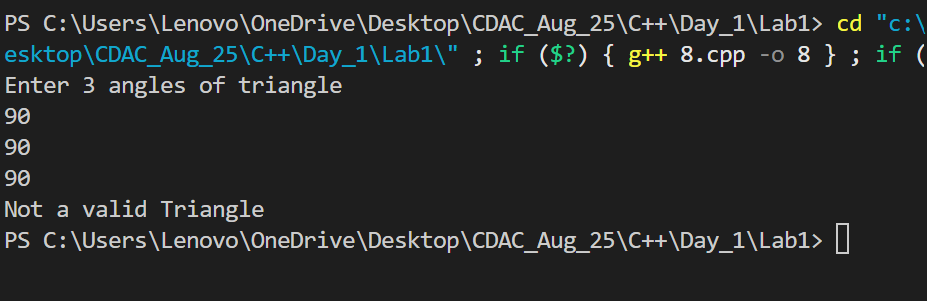 PS C:\Users\Lenovo\OneDrive\Desktop\CDAC_Aug_25\C++\Day_1\Lab1> cd "c:\
esktop\CDAC_Aug_25\C++\Day_1\Lab1\" ; if ($?) { g++ 8.cpp -o 8 } ; if (
Enter 3 angles of triangle
90
90
90
Not a valid Triangle
PS C:\Users\Lenovo\OneDrive\Desktop\CDAC_Aug_25\C++\Day_1\Lab1>